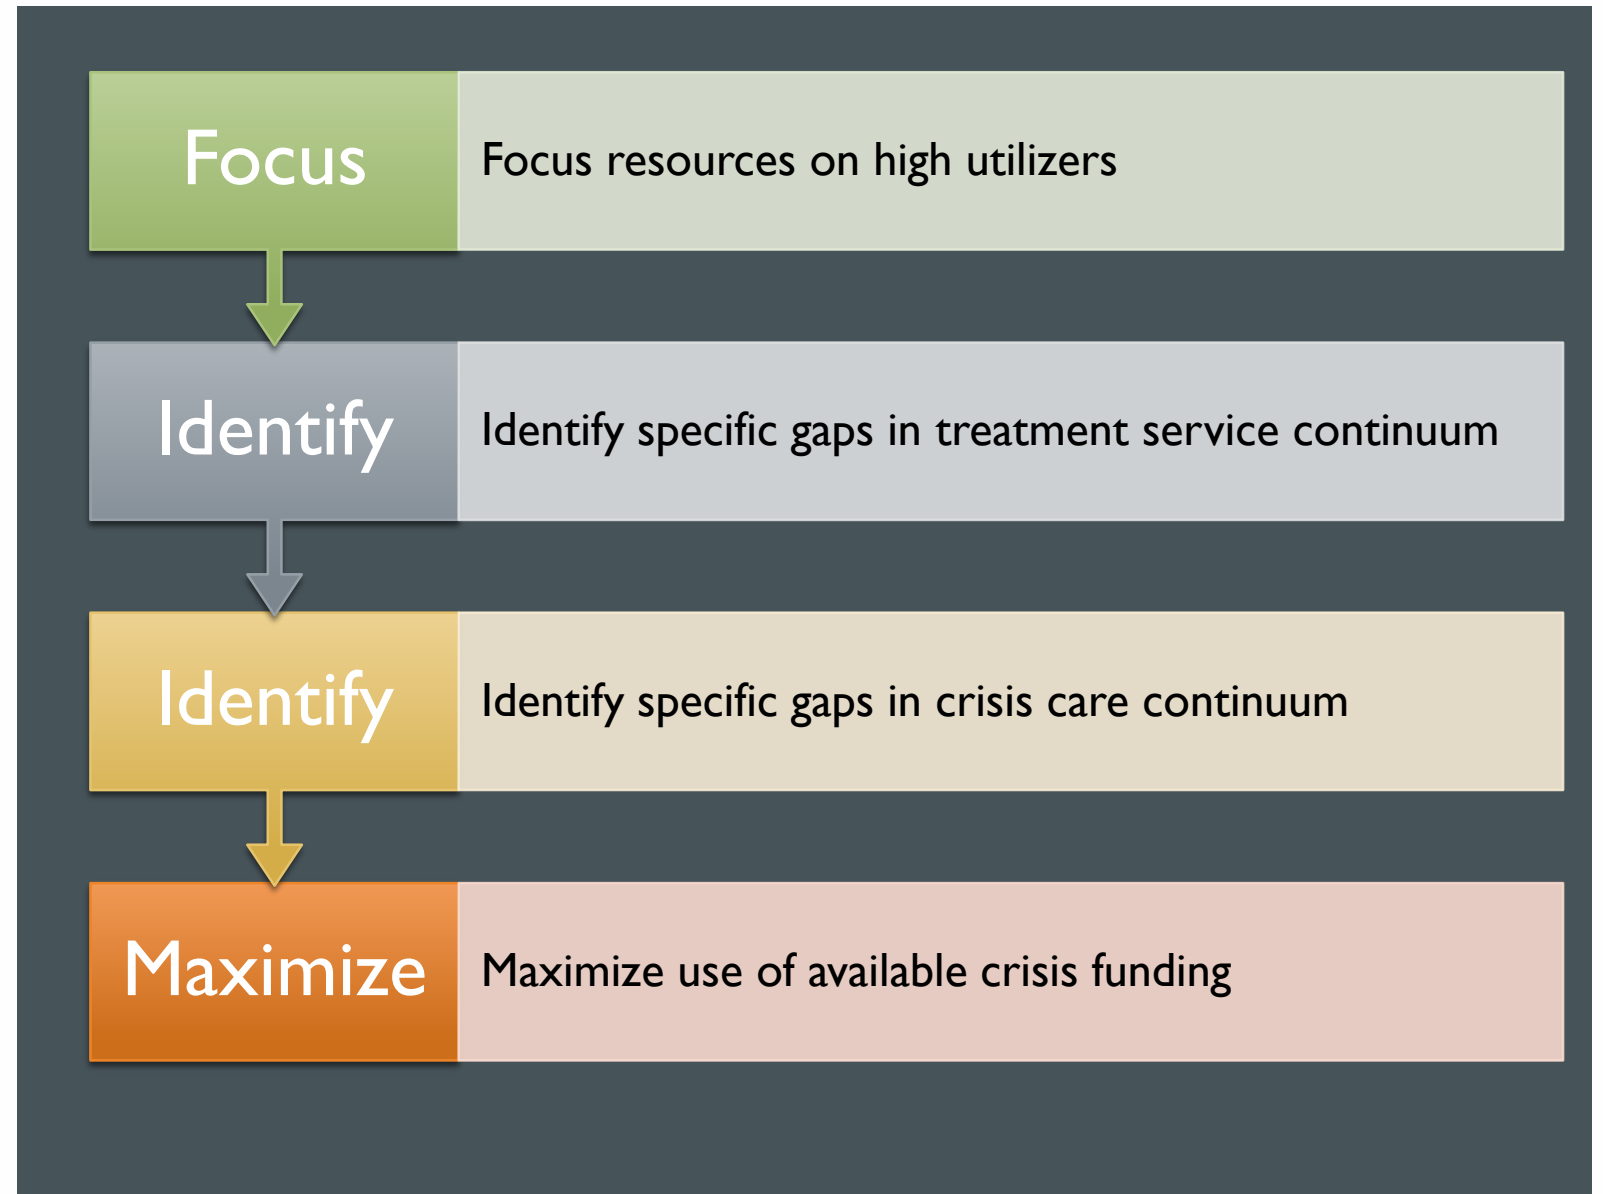 Focus
Focus resources on high utilizers
Identify
Identify specific gaps in treatment service continuum
Identify
Identify specific gaps in crisis care continuum
Maximize
Maximize use of available crisis funding